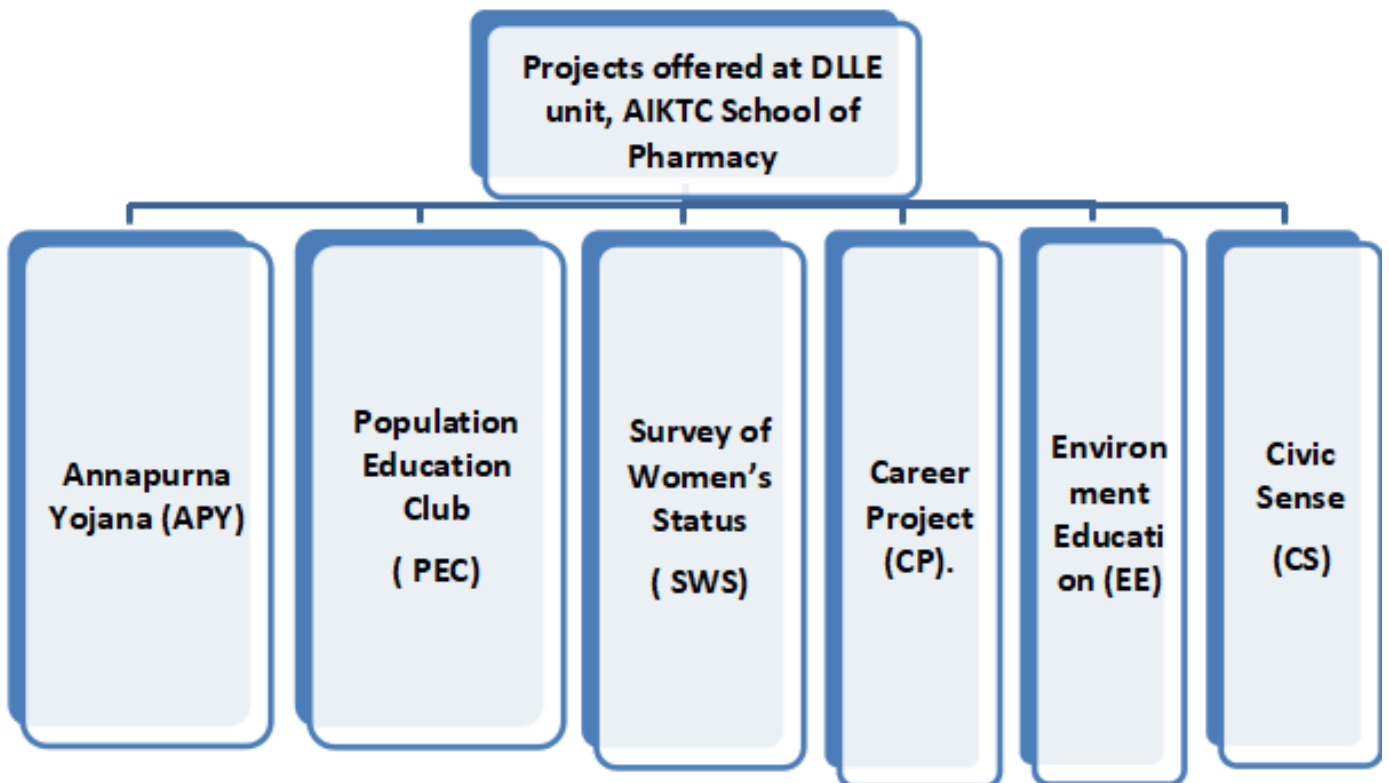 Projects offered at DLLE
unit, AIKTC School of
Pharmacy
Annapurna
Yojana (APY)
Population
Education
Club
( PEC)
Survey of
Women’s
Status
( SWS)
Career
Project
(CP).
Environ
ment
Educati
on (EE)
Civic
Sense
(CS)